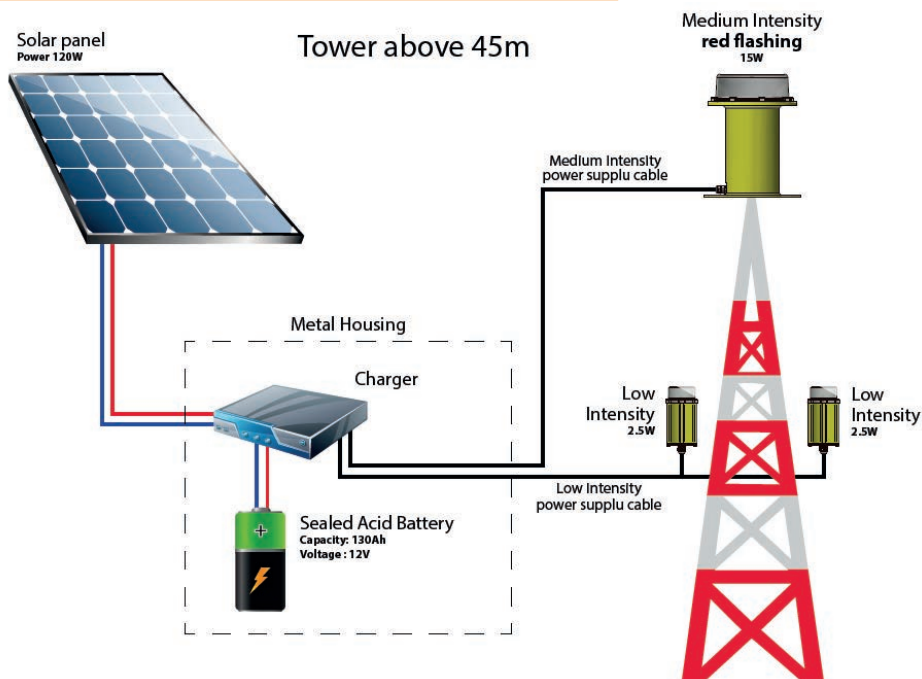 Solar panel
Power 120W
Tower above 45m
Medium Intensity
red flashing
15W
Medium Intensity
power supplu cable
Metal Housing
Charger
Low
Intensity
2.5W
Low
Intensity
2.5W
Low Intensity
power supplu cable
Sealed Acid Battery
Capacity: 130Ah
Voltage : 12V
+